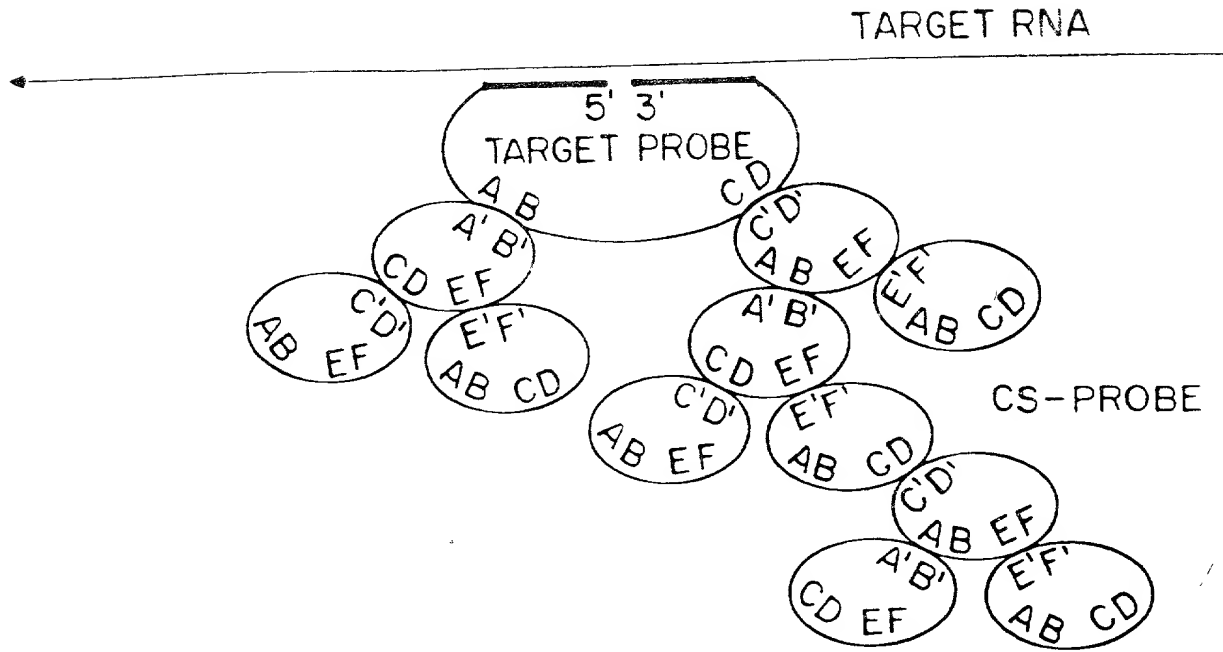 TARGET RNA
5' 3'
TARGET PROBE
AB
CD
A'B'
CD EF
C'D'
AB EF
E'F'
AB CD
C'D'
AB EF
E'F'
AB CD
A'B'
CD EF
C'D'
AB EF
E'F'
AB CD
CS-PROBE
C'D'
AB EF
A'B'
CD EF
E'F'
AB CD